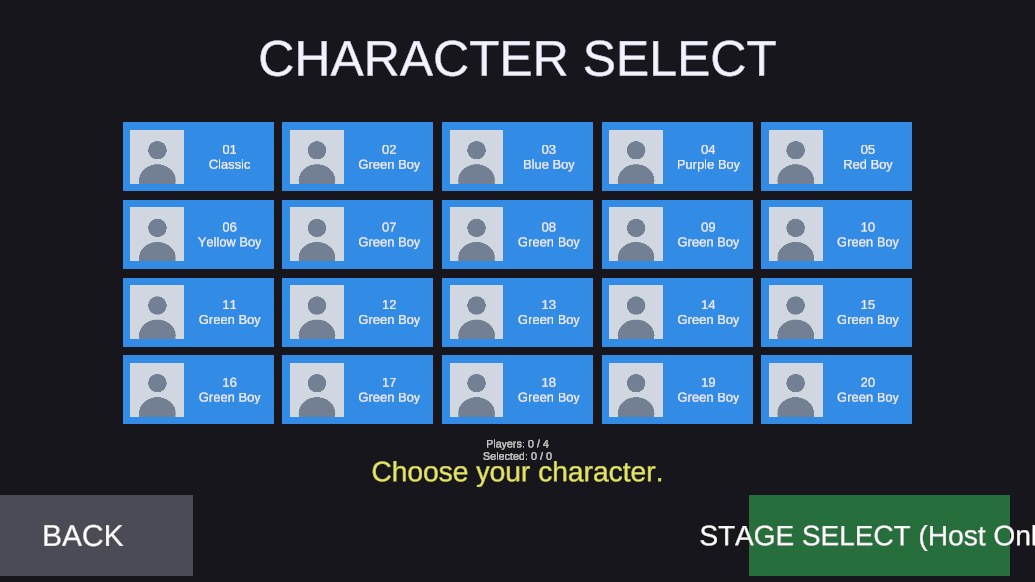 CHARACTER SELECT
01
Classic
02
Green Boy
03
Blue Boy
04
Purple Boy
05
Red Boy
06
Yellow Boy
07
Green Boy
08
Green Boy
09
Green Boy
10
Green Boy
11
Green Boy
12
Green Boy
13
Green Boy
14
Green Boy
15
Green Boy
16
Green Boy
17
Green Boy
18
Green Boy
19
Green Boy
20
Green Boy
Players: 0 / 4
Selected: 0 / 0
Choose your character.
BACK
STAGE SELECT (Host Onl